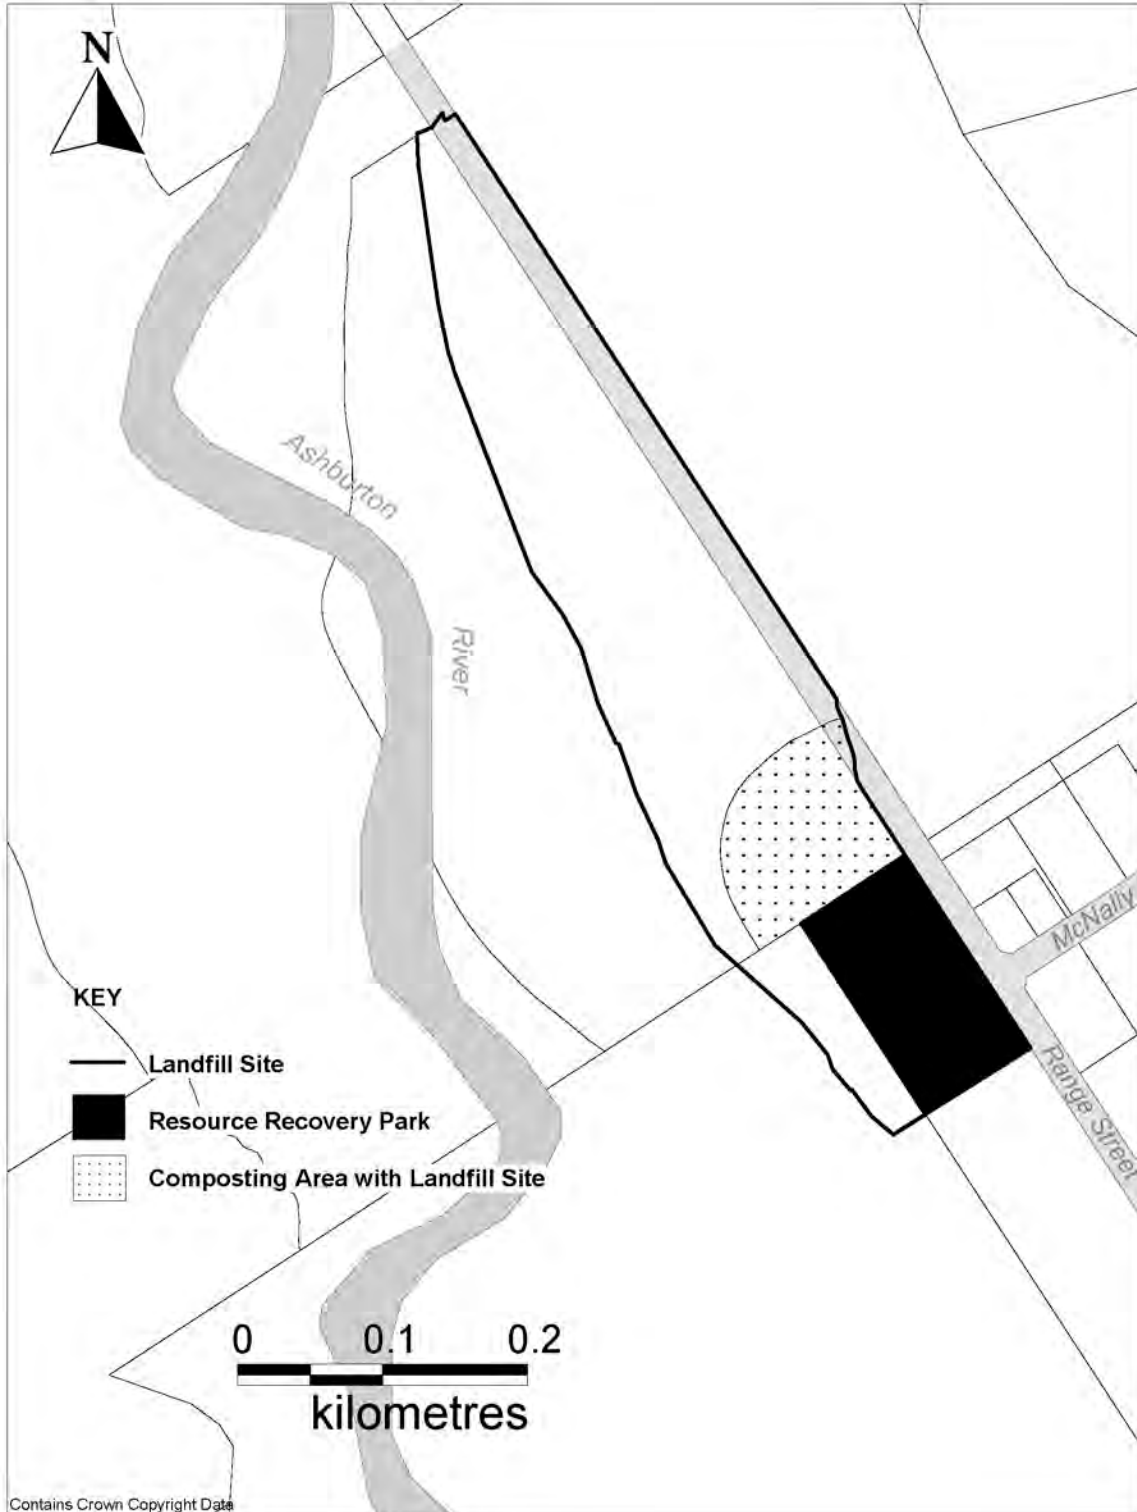 N
Ashburton
River
McNally
Range Street
KEY
Landfill Site
Resource Recovery Park
Composting Area with Landfill Site
0 0.1 0.2
kilometres
Contains Crown Copyright Data